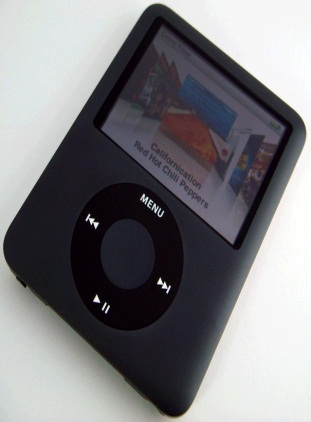 Californication
Red Hot Chili Peppers
MENU